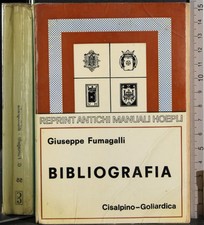 REPRINT ANTICHI MANUALI HOEPLI
Giuseppe Fumagalli
BIBLIOGRAFIA
Cisalpino-Goliardica